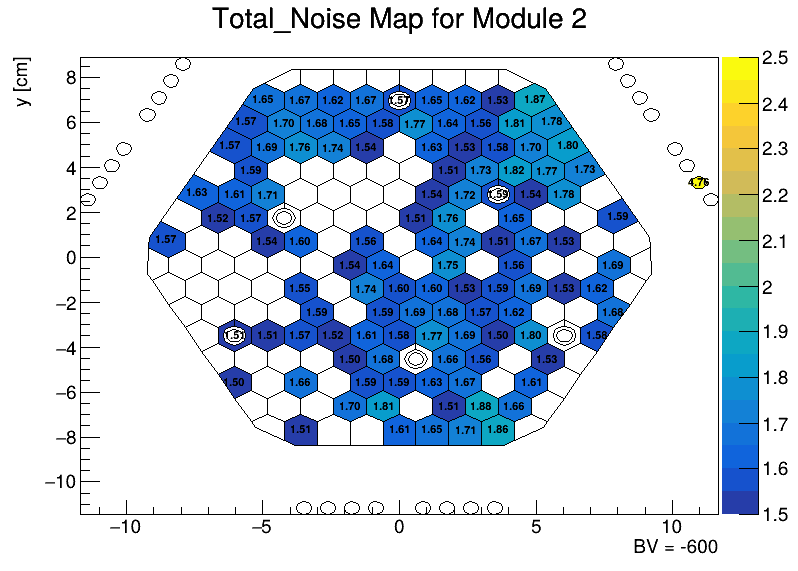 Total_Noise Map for Module 2
y [cm]
8
6
4
2
0
−2
−4
−6
−8
−10
1.65 1.67 1.62 1.67 1.57 1.65 1.62 1.53 1.87
1.57 1.70 1.68 1.65 1.58 1.77 1.64 1.56 1.81 1.78
1.57 1.69 1.76 1.74 1.54 1.63 1.53 1.58 1.70 1.80
1.59 1.51 1.73 1.82 1.77 1.73
4.76
1.63 1.61 1.71 1.54 1.72 1.59 1.54 1.78
1.52 1.57 1.51 1.76 1.65 1.59
1.57 1.54 1.60 1.56 1.64 1.74 1.51 1.67 1.53
1.54 1.64 1.75 1.56 1.69
1.55 1.74 1.60 1.60 1.53 1.59 1.69 1.53 1.62
1.59 1.59 1.68 1.57 1.62 1.68
1.51 1.51 1.57 1.52 1.61 1.58 1.77 1.69 1.50 1.80 1.58
1.50 1.68 1.66 1.56 1.53
1.50 1.66 1.59 1.59 1.63 1.67 1.61
1.70 1.81 1.51 1.88 1.66
1.51 1.61 1.65 1.71 1.86
−10 −5 0 5 10
BV = -600
2.5
2.4
2.3
2.2
2.1
2
1.9
1.8
1.7
1.6
1.5